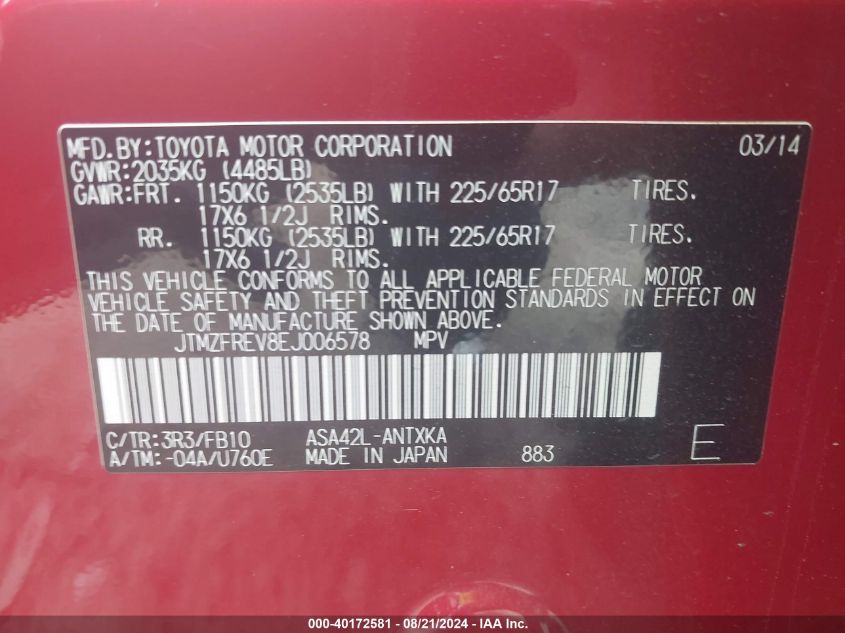 MFD.BY:TOYOTA MOTOR CORPORATION 03/14
GVWR:2035KG (4485LB)
GAWR:FRT. 1150KG (2535LB) WITH 225/65R17 TIRES.
17X6 1/2J RIMS.
RR. 1150KG (2535LB) WITH 225/65R17 TIRES.
17X6 1/2J RIMS.
THIS VEHICLE CONFORMS TO ALL APPLICABLE FEDERAL MOTOR
VEHICLE SAFETY AND THEFT PREVENTION STANDARDS IN EFFECT ON
THE DATE OF MANUFACTURE SHOWN ABOVE.
JTMZFREV8EJ006578 MPV
C/TR:3R3/FB10 ASA42L-ANTXKA
A/TM:-04A/U760E MADE IN JAPAN 883 E
000-40172581 - 08/21/2024 - IAA Inc.